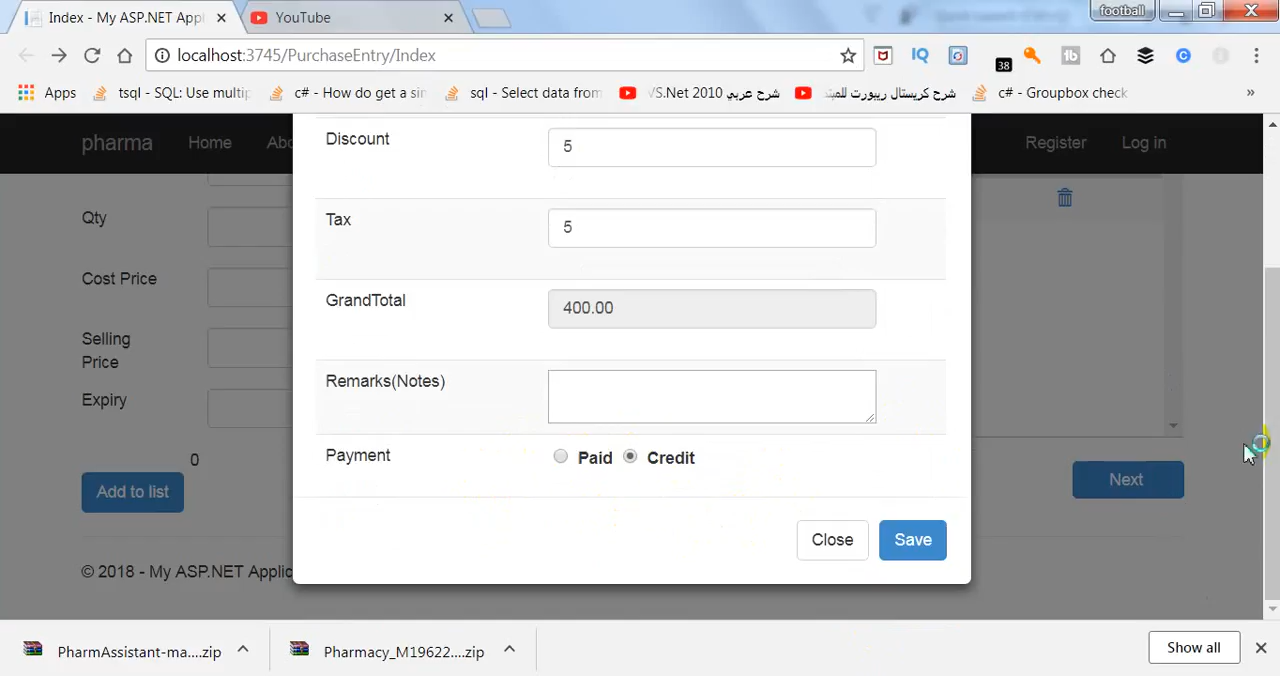 Index - My ASP.NET Appl
YouTube
football
localhost:3745/PurchaseEntry/Index
38
Apps
tsql - SQL: Use multip
c# - How do get a sin
sql - Select data from
شرح عربي VS.Net 2010
شرح كريستال ريبورت للمبتد
c# - Groupbox check
»
pharma
Home
Abo
Register
Log in
Discount
5
Qty
Tax
5
Cost Price
GrandTotal
400.00
Selling
Price
Remarks(Notes)
Expiry
Payment
Paid
Credit
0
Add to list
Next
Close
Save
© 2018 - My ASP.NET Applic
PharmAssistant-ma....zip
Pharmacy_M19622....zip
Show all